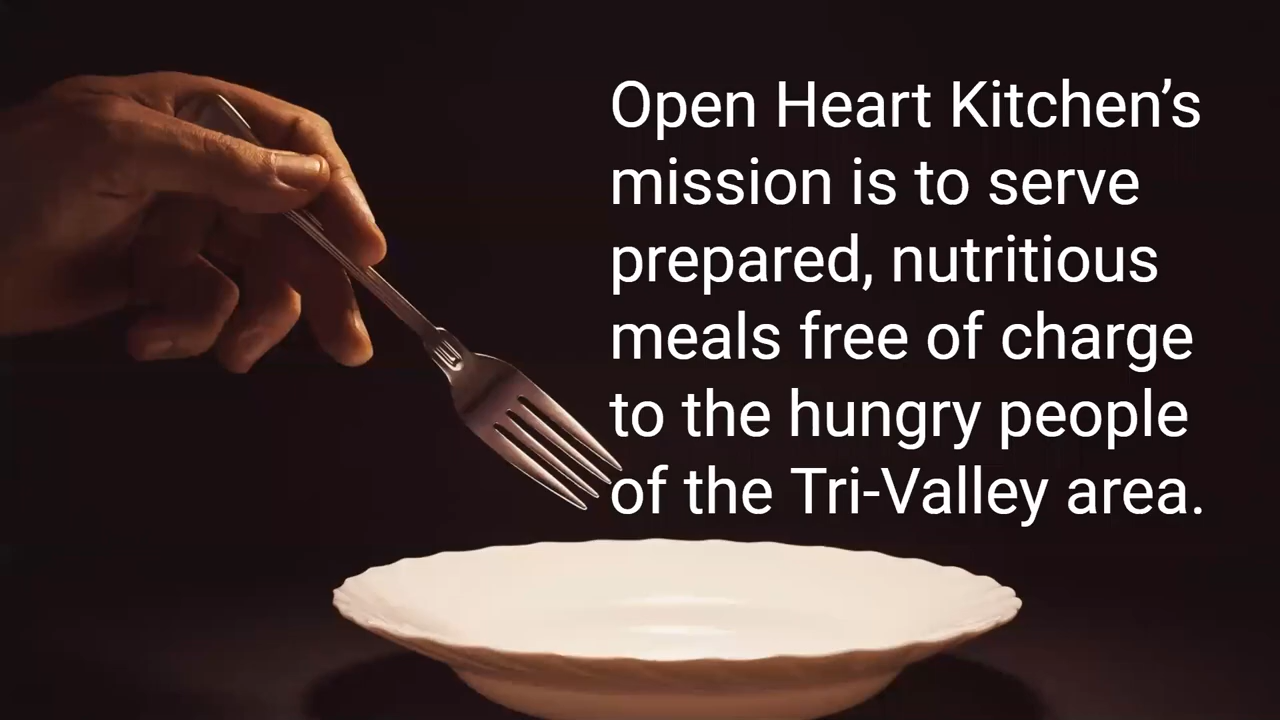 Open Heart Kitchen’s
mission is to serve
prepared, nutritious
meals free of charge
to the hungry people
of the Tri-Valley area.